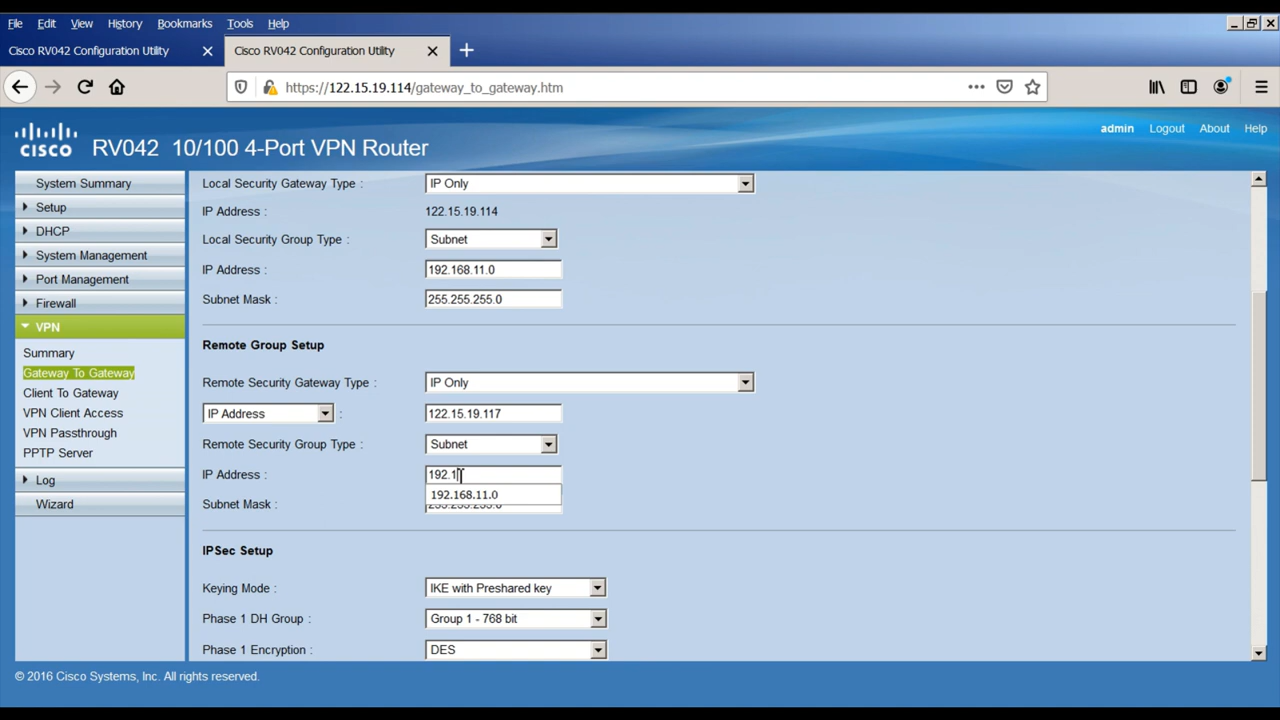 File Edit View History Bookmarks Tools Help
Cisco RV042 Configuration Utility
Cisco RV042 Configuration Utility
https://122.15.19.114/gateway_to_gateway.htm
cisco RV042 10/100 4-Port VPN Router
admin Logout About Help
System Summary
Setup
DHCP
System Management
Port Management
Firewall
VPN
Summary
Gateway To Gateway
Client To Gateway
VPN Client Access
VPN Passthrough
PPTP Server
Log
Wizard
Local Security Gateway Type : IP Only
IP Address : 122.15.19.114
Local Security Group Type : Subnet
IP Address : 192.168.11.0
Subnet Mask : 255.255.255.0
Remote Group Setup
Remote Security Gateway Type : IP Only
IP Address : 122.15.19.117
Remote Security Group Type : Subnet
IP Address : 192.1
192.168.11.0
Subnet Mask : 255.255.255.0
IPSec Setup
Keying Mode : IKE with Preshared key
Phase 1 DH Group : Group 1 - 768 bit
Phase 1 Encryption : DES
© 2016 Cisco Systems, Inc. All rights reserved.